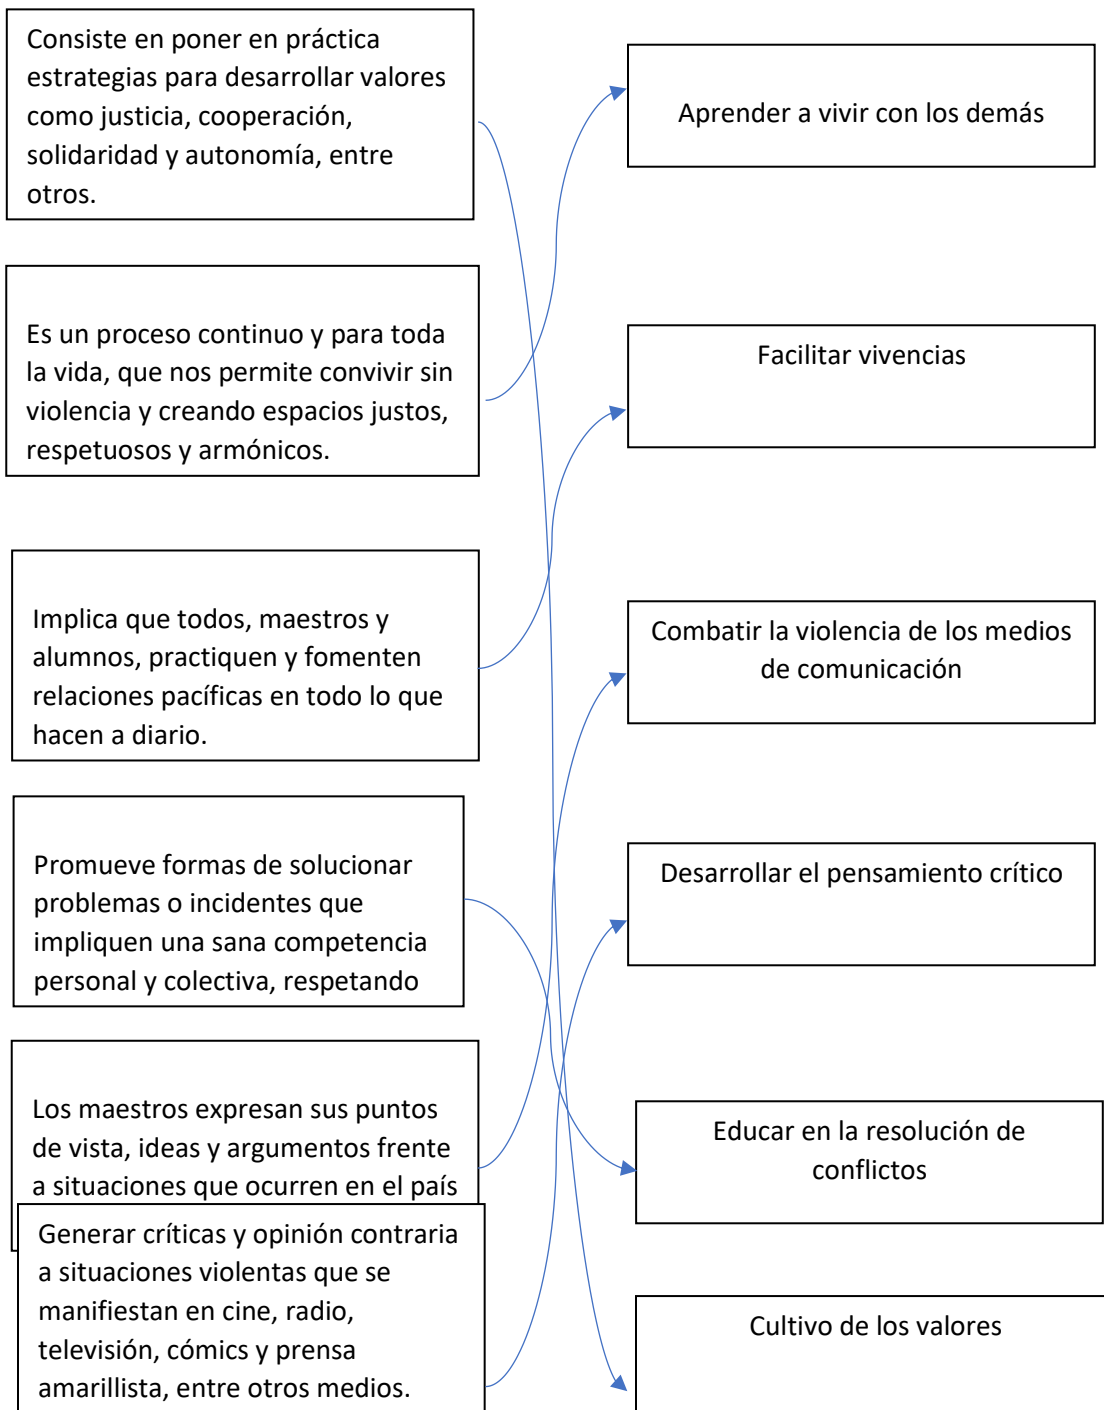 Consiste en poner en práctica
estrategias para desarrollar valores
como justicia, cooperación,
solidaridad y autonomía, entre
otros.
Aprender a vivir con los demás
Es un proceso continuo y para toda
la vida, que nos permite convivir sin
violencia y creando espacios justos,
respetuosos y armónicos.
Facilitar vivencias
Implica que todos, maestros y
alumnos, practiquen y fomenten
relaciones pacíficas en todo lo que
hacen a diario.
Combatir la violencia de los medios
de comunicación
Promueve formas de solucionar
problemas o incidentes que
impliquen una sana competencia
personal y colectiva, respetando
Desarrollar el pensamiento crítico
Los maestros expresan sus puntos
de vista, ideas y argumentos frente
a situaciones que ocurren en el país
Educar en la resolución de
conflictos
Generar críticas y opinión contraria
a situaciones violentas que se
manifiestan en cine, radio,
televisión, cómics y prensa
amarillista, entre otros medios.
Cultivo de los valores